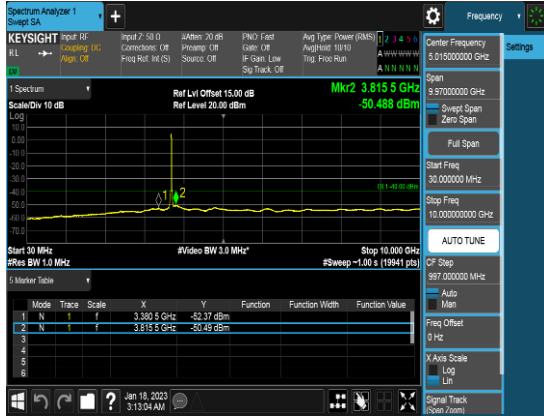 Spectrum Analyzer 1
Swept SA
Frequency
KEYSIGHT Input: RF
RL
Coupling: DC
Align: Off
Input Z: 50 Ω
Corrections: Off
Freq Ref: Int (S)
#Atten: 20 dB
Preamp: Off
Source: Off
PNO: Fast
Gate: Off
IF Gain: Low
Sig Track: Off
Avg Type: Power (RMS)
Avg|Hold: 10/10
Trig: Free Run
1 2 3 4 5 6
A W W W W W
A N N N N N
Center Frequency
5.015000000 GHz
Settings
1 Spectrum
Scale/Div 10 dB
Ref Lvl Offset 15.00 dB
Ref Level 20.00 dBm
Mkr2 3.815 5 GHz
-50.488 dBm
Span
9.97000000 GHz
Swept Span
Zero Span
Full Span
Log
10.0
0.00
-10.0
-20.0
-30.0
-40.0
-50.0
-60.0
-70.0
1
2
DL1 -40.00 dBm
Start Freq
30.000000 MHz
Stop Freq
10.000000000 GHz
AUTO TUNE
Start 30 MHz
#Res BW 1.0 MHz
#Video BW 3.0 MHz*
Stop 10.000 GHz
#Sweep ~1.00 s (19941 pts)
CF Step
997.000000 MHz
Auto
Man
5 Marker Table
Mode Trace Scale X Y Function Function Width Function Value
1 N 1 f 3.380 5 GHz -52.37 dBm
2 N 1 f 3.815 5 GHz -50.49 dBm
3
4
5
6
Freq Offset
0 Hz
X Axis Scale
Log
Lin
Signal Track
(Span Zoom)
?
Jan 18, 2023
3:13:04 AM